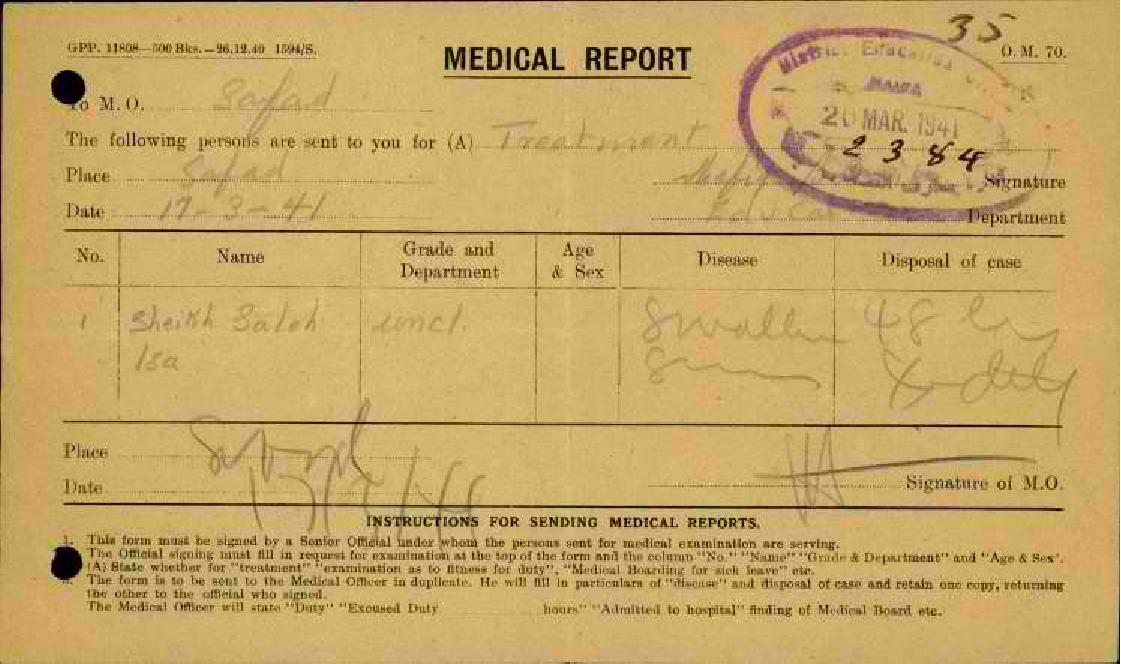 35
GPP. 11808—500 Bks.—26.12.40 1594/S.
O. M. 70.
MEDICAL REPORT
District Education
HAIFA
20 MAR. 1941
2384
To M. O. Safad
The following persons are sent to you for (A) Treatment
Place Safad
Signature
Date 17-3-41
Department
No. Name Grade and Department Age & Sex Disease Disposal of case
1 Sheikh Saleh uncl. 48
Isa
Place
Date
Signature of M.O.
INSTRUCTIONS FOR SENDING MEDICAL REPORTS.
1. This form must be signed by a Senior Official under whom the persons sent for medical examination are serving.
The Official signing must fill in request for examination at the top of the form and the column "No." "Name" "Grade & Department" and "Age & Sex".
(A) State whether for "treatment" "examination as to fitness for duty", "Medical Boarding for sick leave" etc.
The form is to be sent to the Medical Officer in duplicate. He will fill in particulars of "disease" and disposal of case and retain one copy, returning
the other to the official who signed.
The Medical Officer will state "Duty" "Excused Duty hours" "Admitted to hospital" finding of Medical Board etc.